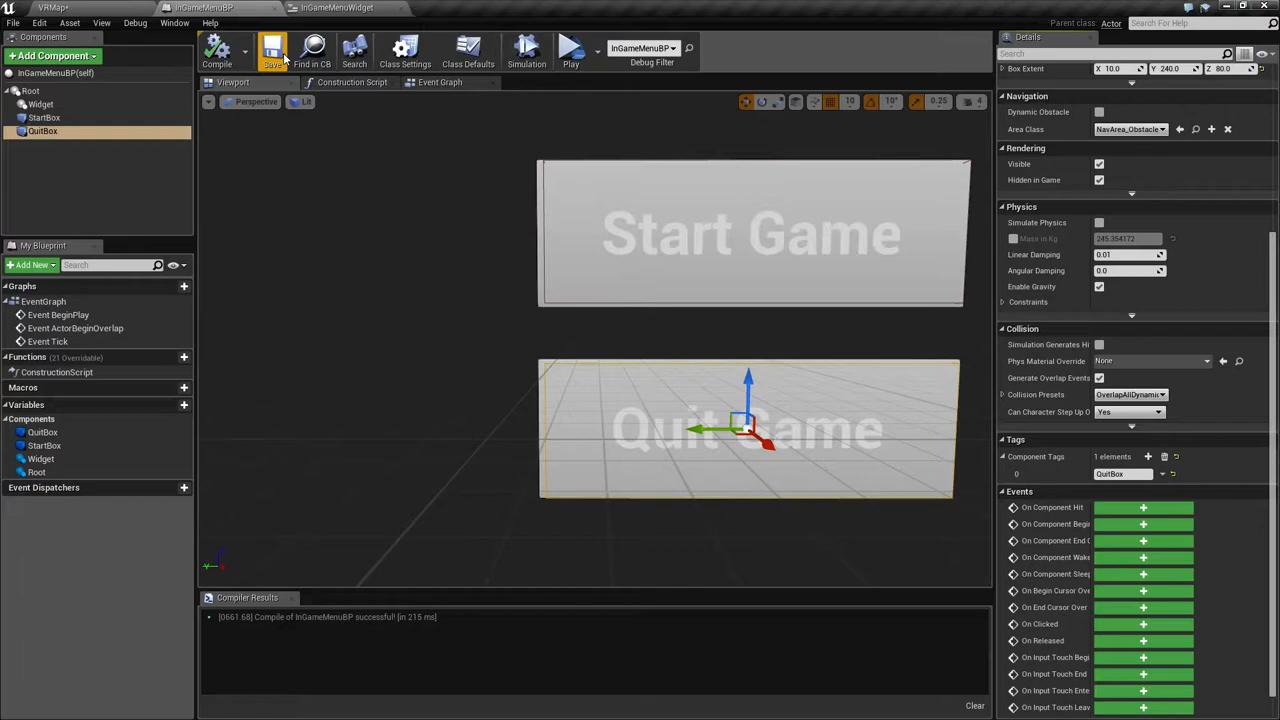 VRMap*
InGameMenuBP
InGameMenuWidget
File
Edit
Asset
View
Debug
Window
Help
Parent class: Actor
Search For Help
Components
Add Component
InGameMenuBP(self)
Root
Widget
StartBox
QuitBox
My Blueprint
Add New
Search
Graphs
EventGraph
Event BeginPlay
Event ActorBeginOverlap
Event Tick
Functions (21 Overridable)
ConstructionScript
Macros
Variables
Components
QuitBox
StartBox
Widget
Root
Event Dispatchers
Compile
Save
Find in CB
Search
Class Settings
Class Defaults
Simulation
Play
InGameMenuBP
Debug Filter
Viewport
Construction Script
Event Graph
Perspective
Lit
10
10°
0.25
4
Start Game
Quit Game
Compiler Results
[0661.68] Compile of InGameMenuBP successful! [in 215 ms]
Clear
Details
Search
Box Extent X 10.0 Y 240.0 Z 80.0
Navigation
Dynamic Obstacle
Area Class NavArea_Obstacle
Rendering
Visible
Hidden in Game
Physics
Simulate Physics
Mass in Kg 245.354172
Linear Damping 0.01
Angular Damping 0.0
Enable Gravity
Constraints
Collision
Simulation Generates Hi
Phys Material Override None
Generate Overlap Events
Collision Presets OverlapAllDynamic
Can Character Step Up O Yes
Tags
Component Tags 1 elements
0 QuitBox
Events
On Component Hit
On Component Begin
On Component End O
On Component Wake
On Component Sleep
On Begin Cursor Ove
On End Cursor Over
On Clicked
On Released
On Input Touch Begi
On Input Touch End
On Input Touch Ente
On Input Touch Leav